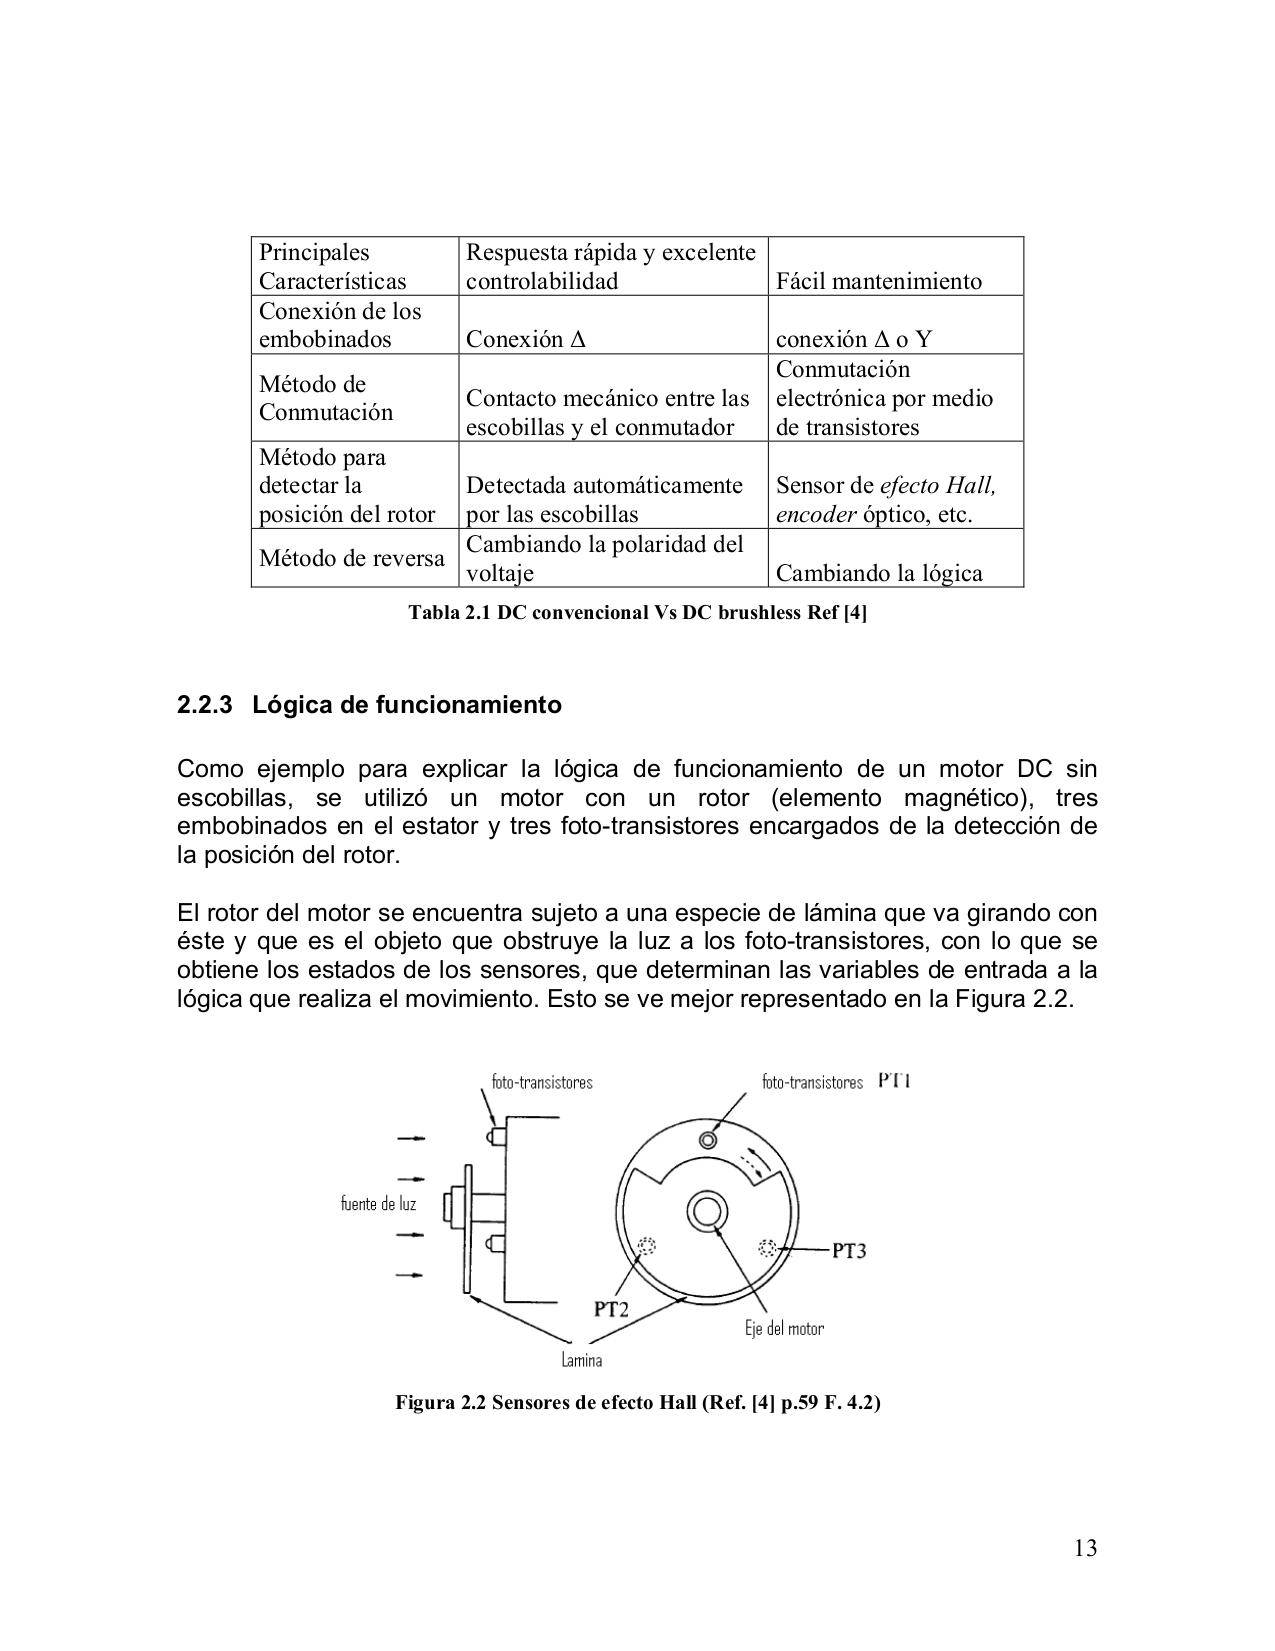 Principales
Características
Respuesta rápida y excelente
controlabilidad
Fácil mantenimiento
Conexión de los
embobinados
Conexión Δ
conexión Δ o Y
Método de
Conmutación
Contacto mecánico entre las
escobillas y el conmutador
Conmutación
electrónica por medio
de transistores
Método para
detectar la
posición del rotor
Detectada automáticamente
por las escobillas
Sensor de efecto Hall,
encoder óptico, etc.
Método de reversa
Cambiando la polaridad del
voltaje
Cambiando la lógica
Tabla 2.1 DC convencional Vs DC brushless Ref [4]
2.2.3 Lógica de funcionamiento
Como ejemplo para explicar la lógica de funcionamiento de un motor DC sin
escobillas, se utilizó un motor con un rotor (elemento magnético), tres
embobinados en el estator y tres foto-transistores encargados de la detección de
la posición del rotor.
El rotor del motor se encuentra sujeto a una especie de lámina que va girando con
éste y que es el objeto que obstruye la luz a los foto-transistores, con lo que se
obtiene los estados de los sensores, que determinan las variables de entrada a la
lógica que realiza el movimiento. Esto se ve mejor representado en la Figura 2.2.
foto-transistores
foto-transistores PT1
fuente de luz
PT3
PT2
Eje del motor
Lamina
Figura 2.2 Sensores de efecto Hall (Ref. [4] p.59 F. 4.2)
13